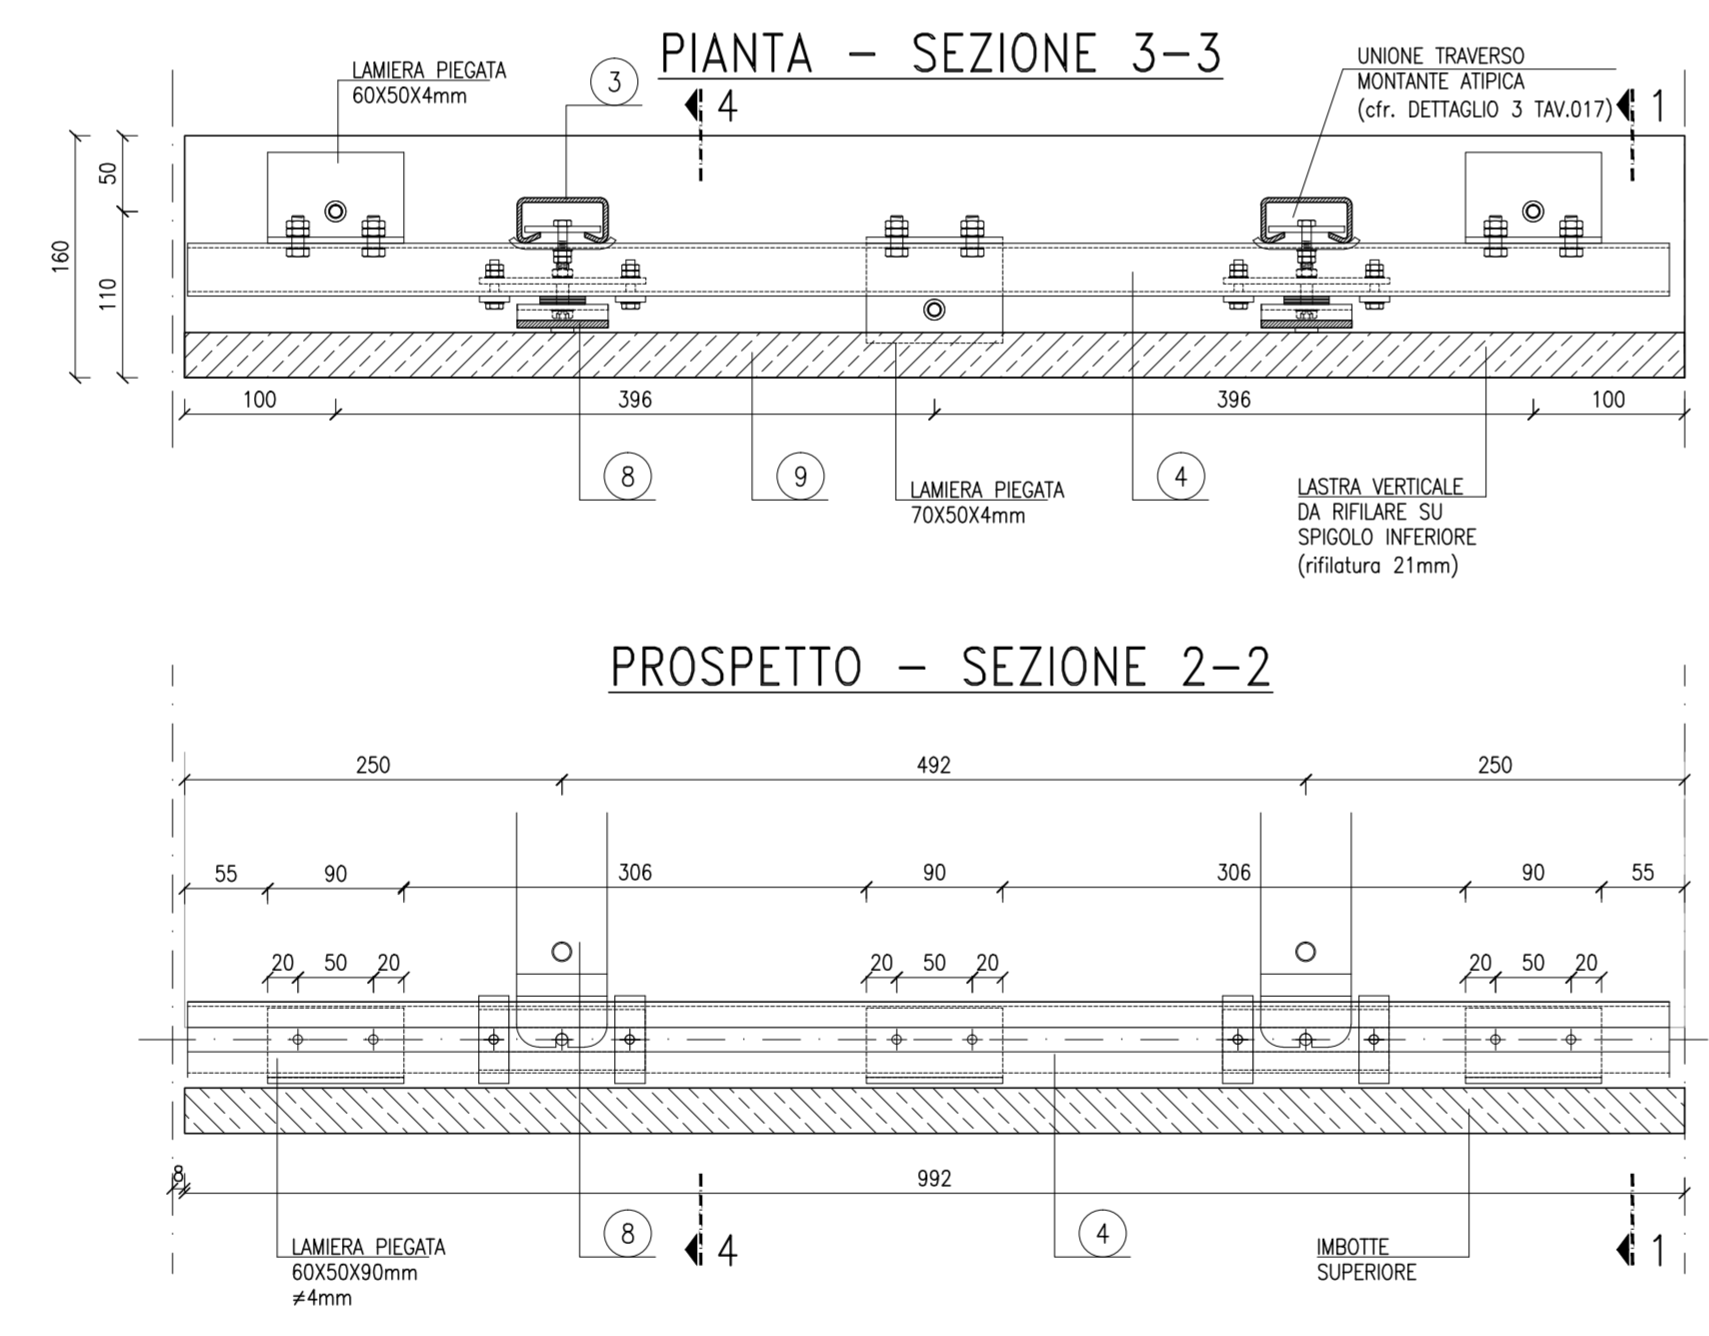 PIANTA - SEZIONE 3-3
LAMIERA PIEGATA
60X50X4mm
3
4
UNIONE TRAVERSO
MONTANTE ATIPICA
(cfr. DETTAGLIO 3 TAV.017)
1
50
160
110
100
396
396
100
8
9
LAMIERA PIEGATA
70X50X4mm
4
LASTRA VERTICALE
DA RIFILARE SU
SPIGOLO INFERIORE
(rifilatura 21mm)
PROSPETTO - SEZIONE 2-2
250
492
250
55
90
306
90
306
90
55
20
50
20
20
50
20
20
50
20
8
992
LAMIERA PIEGATA
60X50X90mm
≠4mm
8
4
4
IMBOTTE
SUPERIORE
1